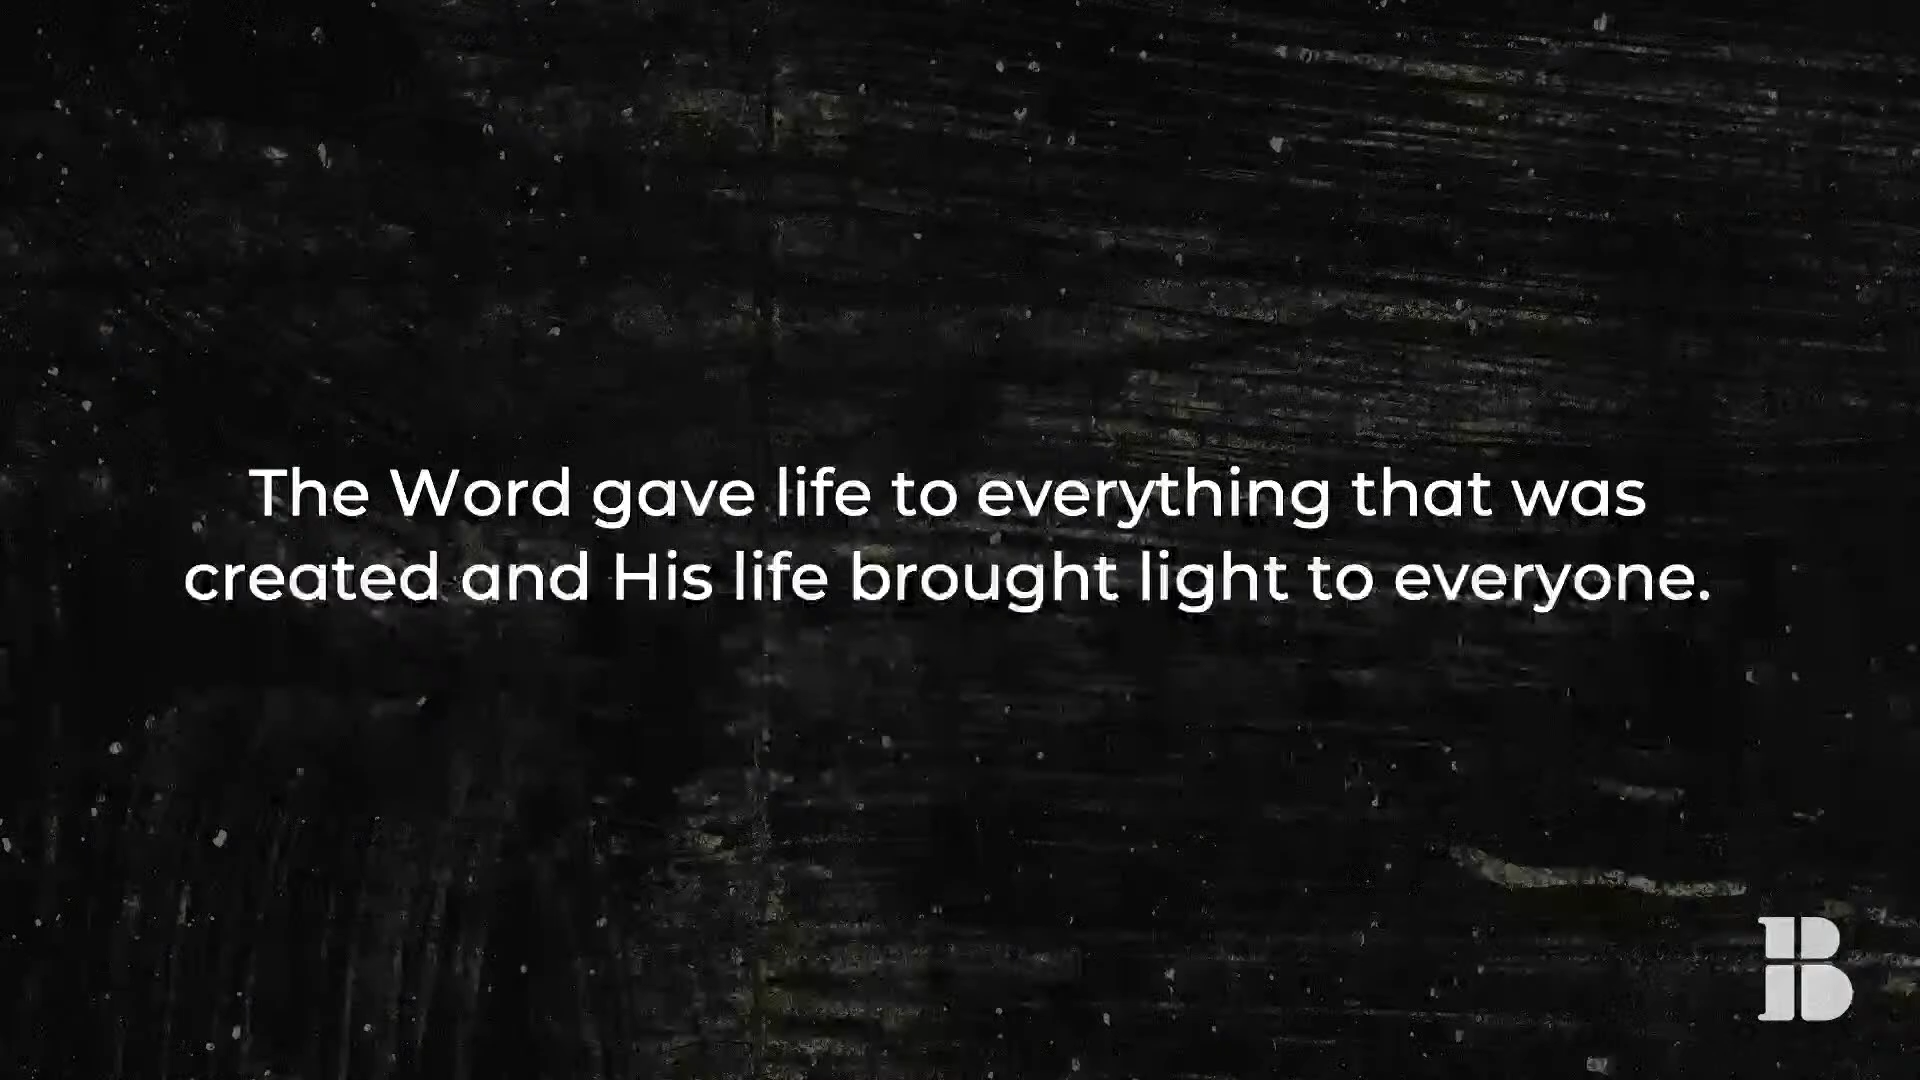 The Word gave life to everything that was
created and His life brought light to everyone.
B